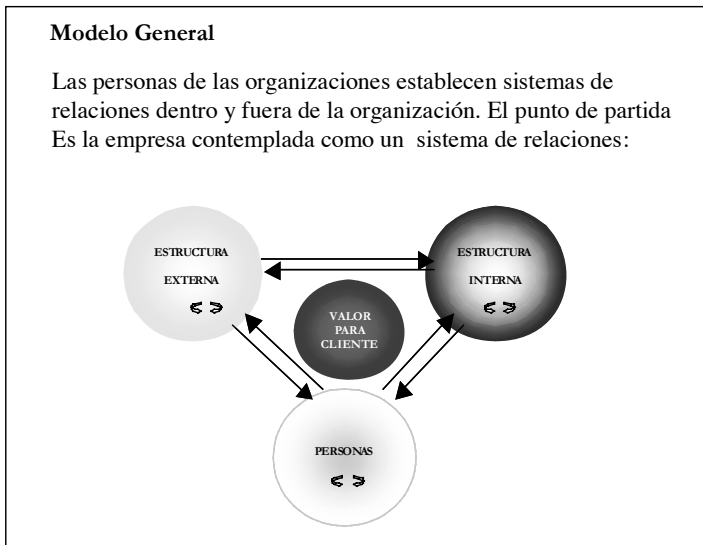 Modelo General
Las personas de las organizaciones establecen sistemas de
relaciones dentro y fuera de la organización. El punto de partida
Es la empresa contemplada como un sistema de relaciones:
ESTRUCTURA
EXTERNA
ESTRUCTURA
INTERNA
VALOR
PARA
CLIENTE
PERSONAS